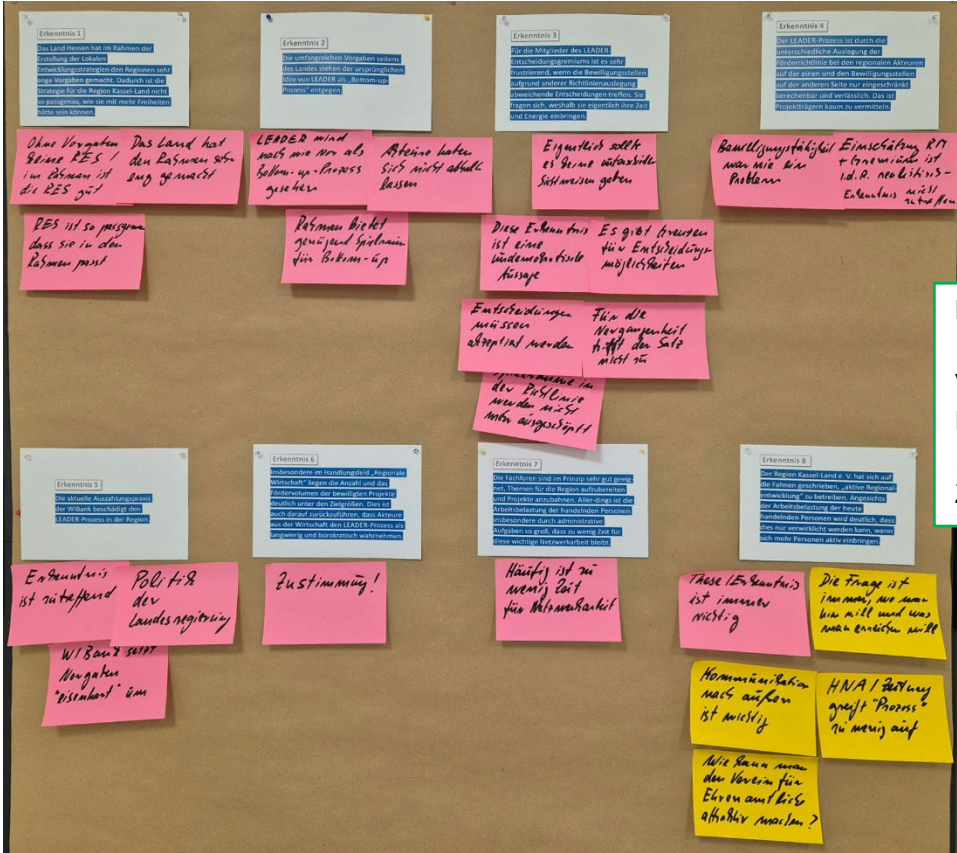 Erkenntnis 1
Das Land Hessen hat im Rahmen der
Erstellung der Lokalen
Entwicklungsstrategien den Regionen sehr
enge Vorgaben gemacht. Dadurch ist die
Strategie für die Region Kassel-Land nicht
so passgenau, wie sie mit mehr Freiheiten
hätte sein können.
Ohne Vorgaben
keine RES!
im Rahmen ist
die RES gut
Das Land hat
den Rahmen sehr
eng gemacht
RES ist so passgenau
dass sie in den
Rahmen passt
Erkenntnis 2
Die umfangreichen Vorgaben seitens
des Landes stehen der ursprünglichen
Idee von LEADER als „Bottom-up-
Prozess" entgegen.
LEADER wird
nach wie vor als
Bottom-up-Prozess
gesehen
Akteure haben
sich nicht abhalten
lassen
Rahmen bietet
genügend Spielraum
für Bottom-up
Erkenntnis 3
Für die Mitglieder des LEADER-
Entscheidungsgremiums ist es sehr
frustrierend, wenn die Bewilligungsstellen
aufgrund anderer Richtlinienauslegung
abweichende Entscheidungen treffen. Sie
fragen sich, weshalb sie eigentlich ihre Zeit
und Energie einbringen.
Eigentlich sollte
es keine
Sichtweisen geben
Diese Erkenntnis
ist eine
undemokratische
Aussage
Es gibt Grenzen
für Entscheidungs-
möglichkeiten
Entscheidungen
müssen
akzeptiert werden
Für die
Vergangenheit
trifft der Satz
nicht zu
Spielräume in
der Richtlinie
werden nicht
mehr ausgeschöpft
Erkenntnis 4
Der LEADER-Prozess ist durch die
unterschiedliche Auslegung der
Förderrichtlinie bei den regionalen Akteuren
auf der einen und den Bewilligungsstellen
auf der anderen Seite nur eingeschränkt
berechenbar und verlässlich. Das ist
Projektträgern kaum zu vermitteln.
Bewilligungsfähigkeit
war nie ein
Problem
Einschätzung RM
+ Gremium ist
i.d.R. realistisch -
Erkenntnis nicht
zutreffen
Erkenntnis 5
Die aktuelle Auszahlungspraxis
der WIBank beschädigt den
LEADER-Prozess in der Region.
Erkenntnis
ist zutreffend
Politik
der
Landesregierung
WIBank setzt
Vorgaben
"eisenhart" um
Erkenntnis 6
Insbesondere im Handlungsfeld „Regionale
Wirtschaft" liegen die Anzahl und das
Fördervolumen der bewilligten Projekte
deutlich unter den Zielgrößen. Dies ist
auch darauf zurückzuführen, dass Akteure
aus der Wirtschaft den LEADER-Prozess als
langwierig und bürokratisch wahrnehmen.
Zustimmung!
Erkenntnis 7
Die Fachforen sind im Prinzip sehr gut geeig-
net, Themen für die Region aufzubereiten
und Projekte anzubahnen. Aller-dings ist die
Arbeitsbelastung der handelnden Personen
insbesondere durch administrative
Aufgaben so groß, dass zu wenig Zeit für
diese wichtige Netzwerkarbeit bleibt.
Häufig ist zu
wenig Zeit
für Netzwerkarbeit
Erkenntnis 8
Der Region Kassel-Land e. V. hat sich auf
die Fahnen geschrieben, „aktive Regional-
entwicklung" zu betreiben. Angesichts
der Arbeitsbelastung der heute
handelnden Personen wird deutlich, dass
dies nur verwirklicht werden kann, wenn
sich mehr Personen aktiv einbringen.
These/Erkenntnis
ist immer
richtig
Die Frage ist
immer, wo man
hin will und was
man erreichen will
Kommunikation
nach außen
ist wichtig
HNA/Zeitung
greift "Prozess"
zu wenig auf
Wie kann man
den Verein für
Ehrenamtliche
attraktiv machen?